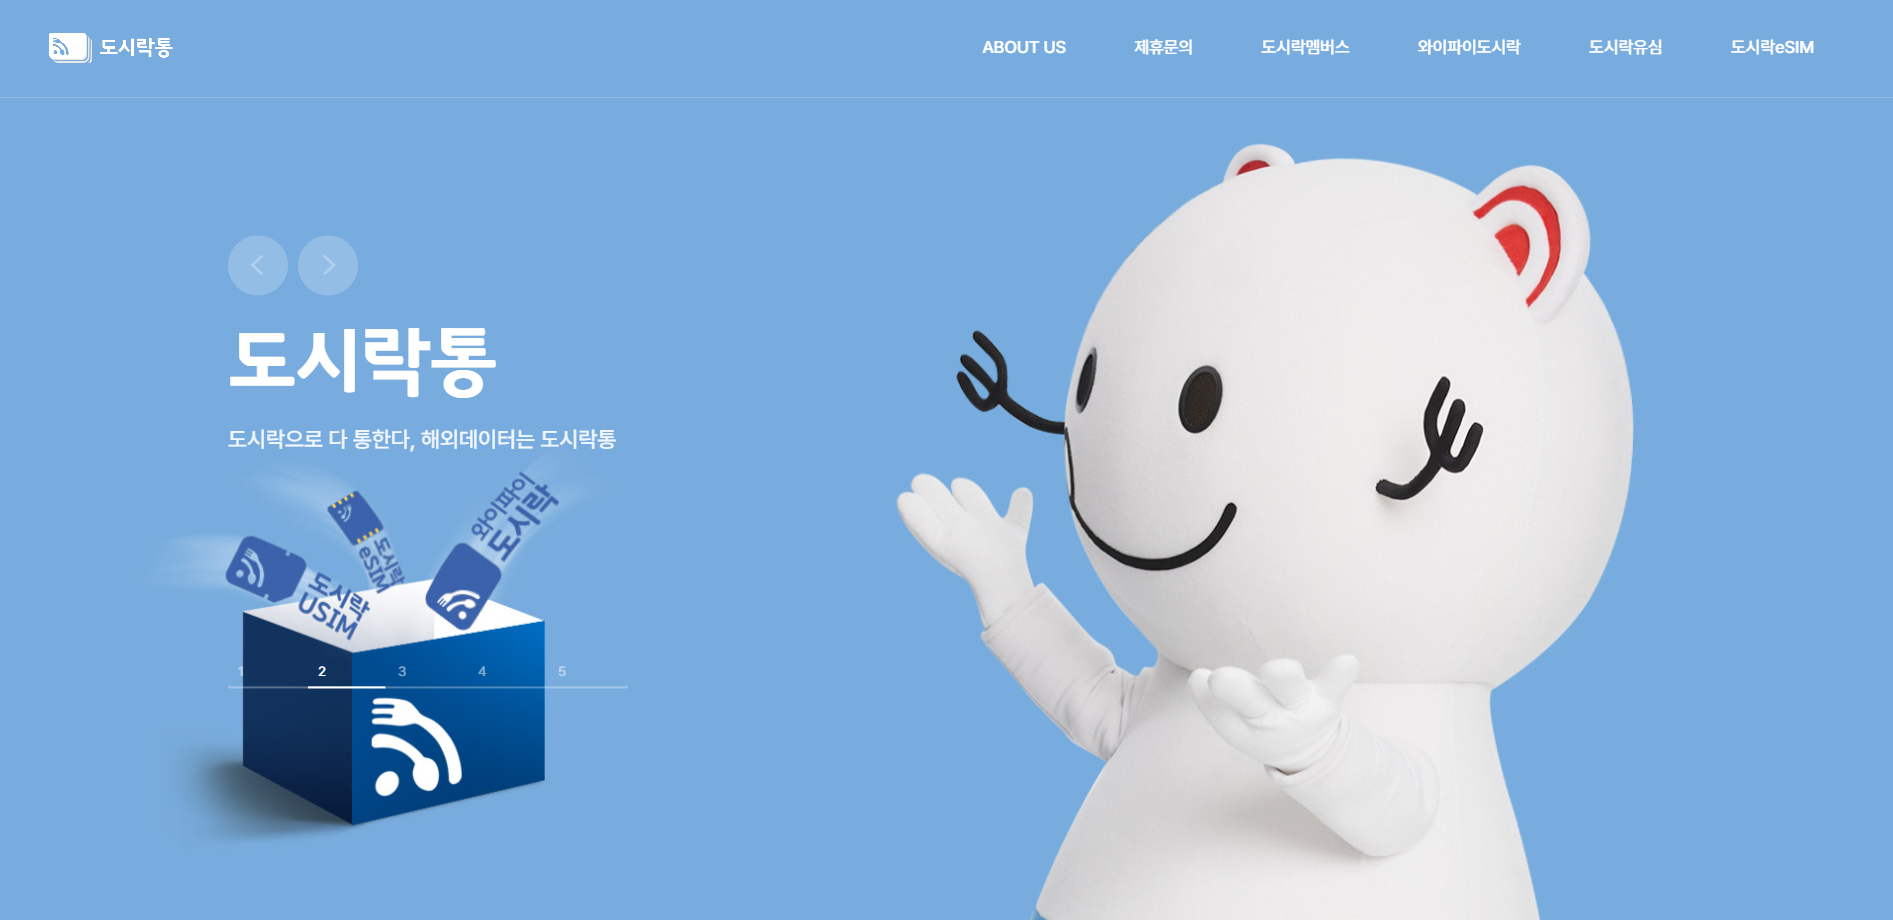 도시락통
ABOUT US
제휴문의
도시락멤버스
와이파이도시락
도시락유심
도시락eSIM
도시락통
도시락으로 다 통한다, 해외데이터는 도시락통
와이파이
도시락
도시락
eSIM
도시락
USIM
1 2 3 4 5